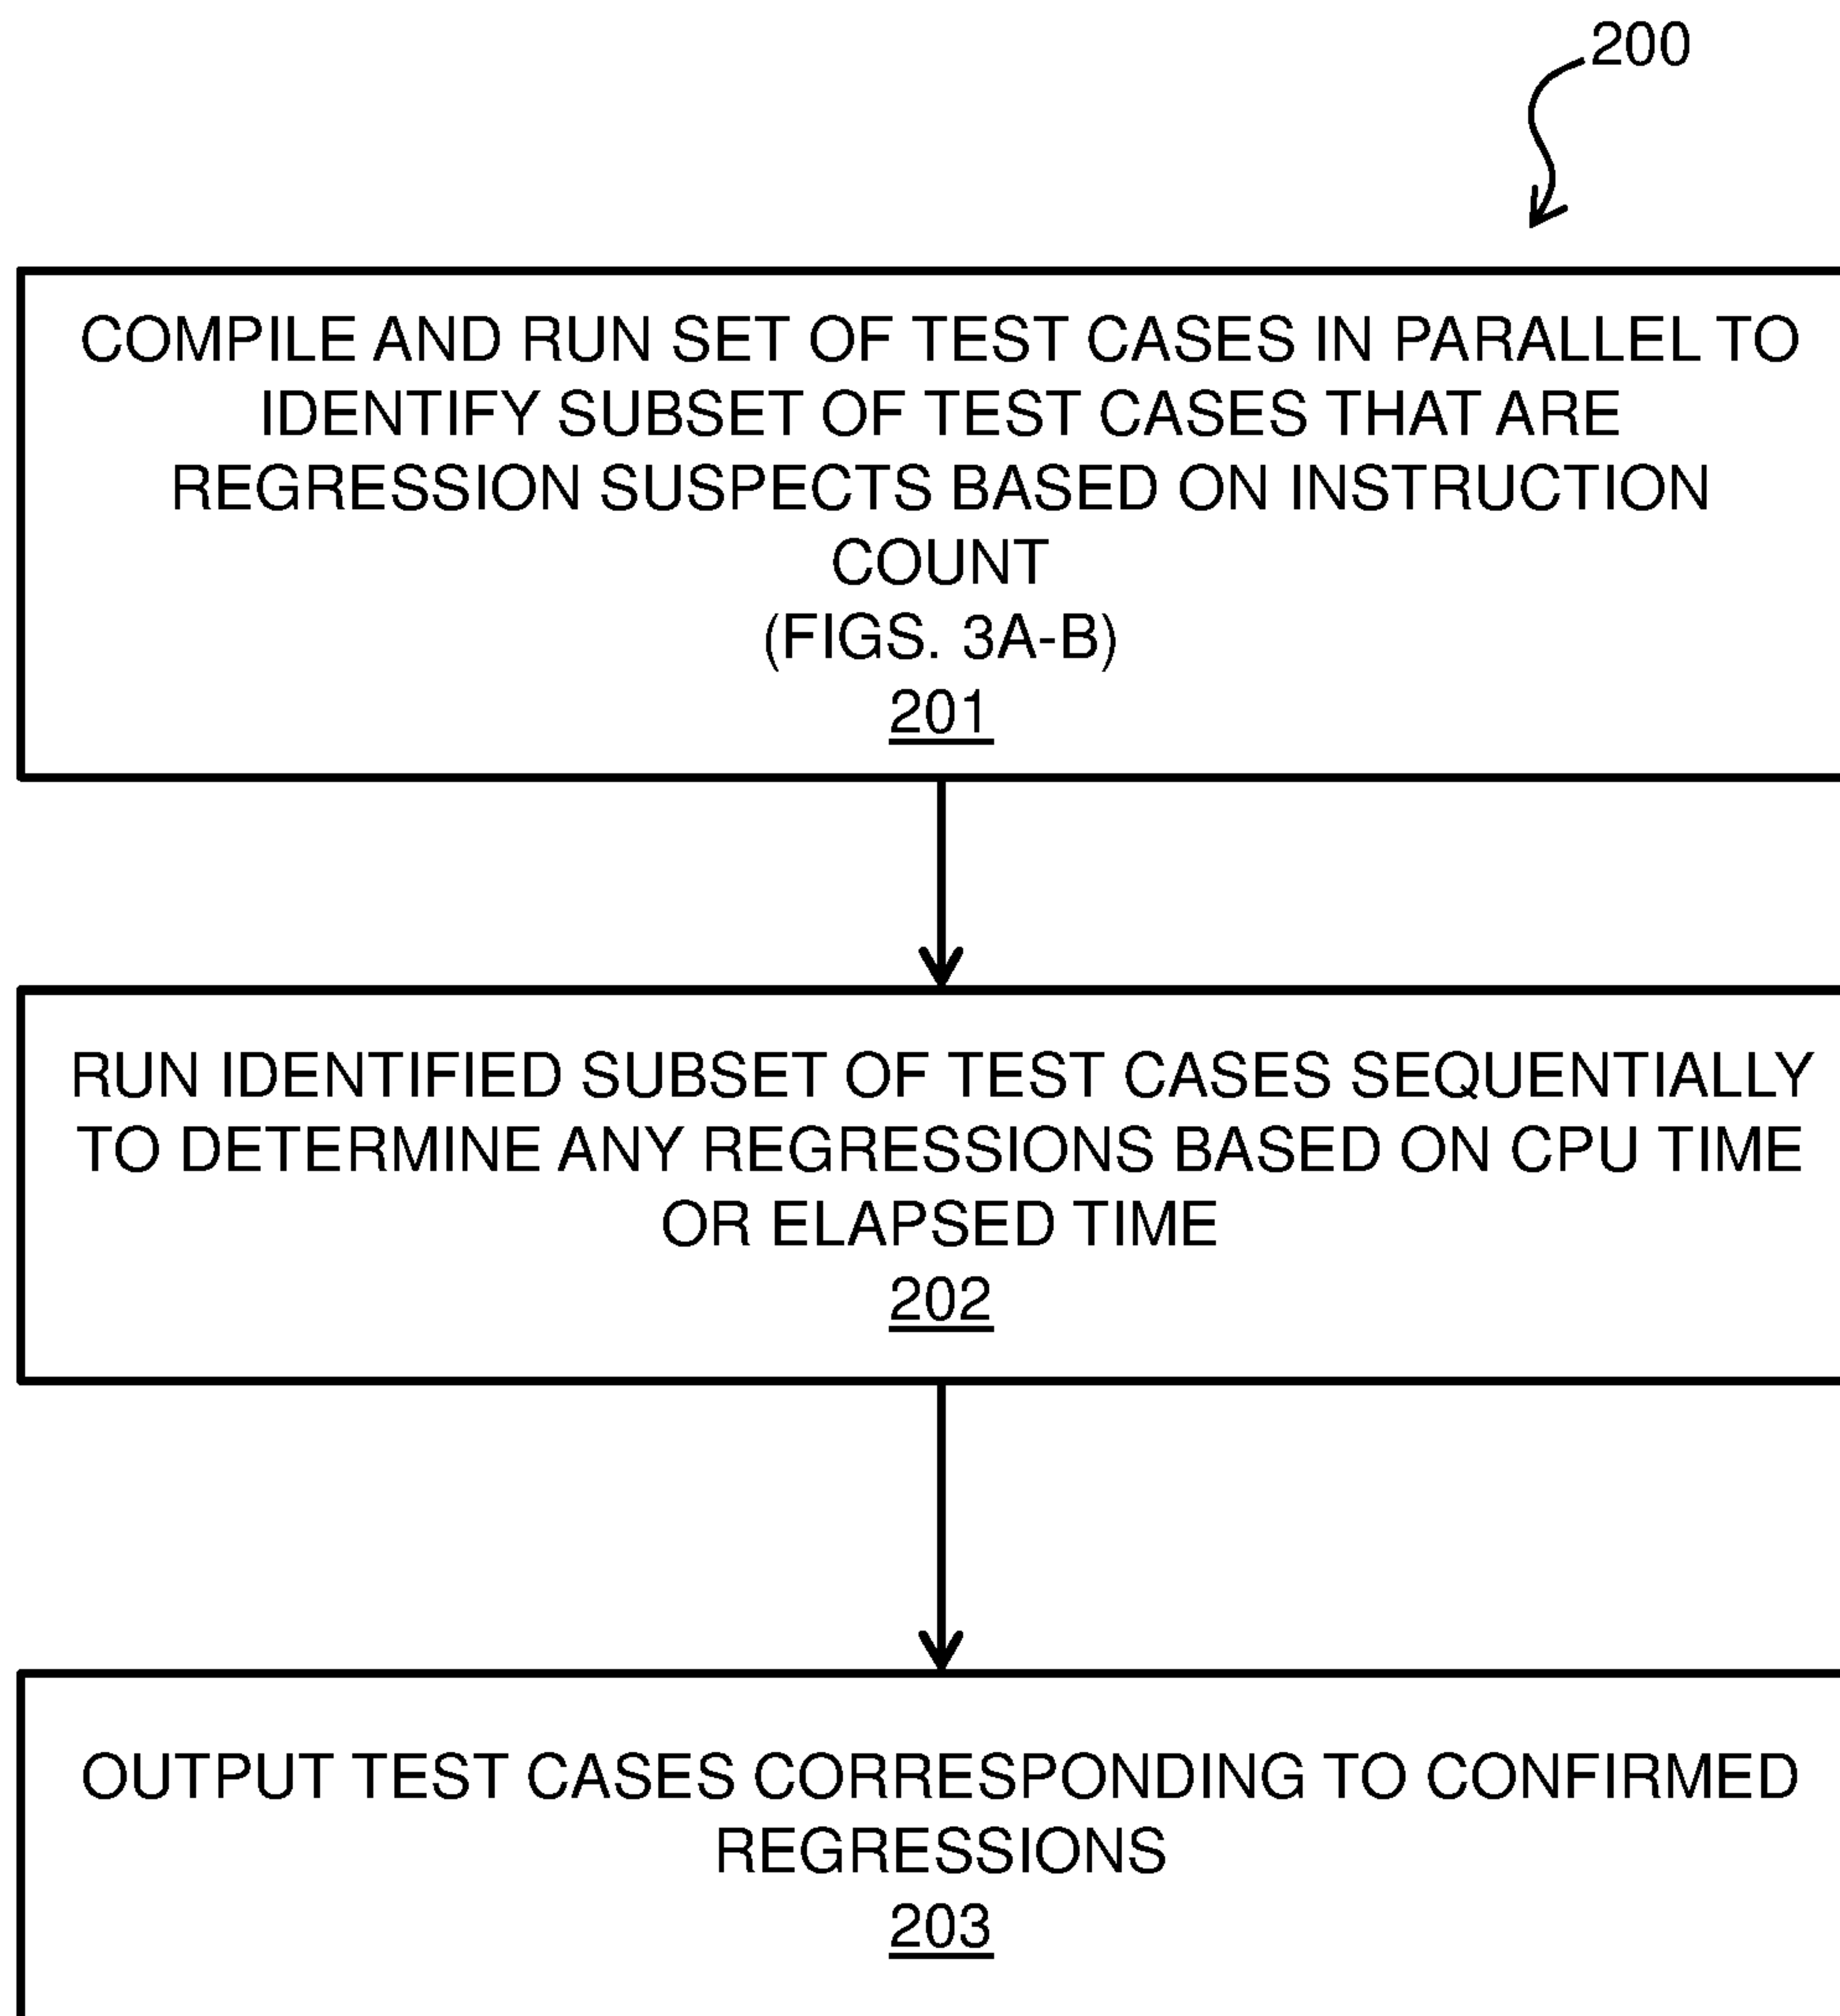 200
COMPILE AND RUN SET OF TEST CASES IN PARALLEL TO
IDENTIFY SUBSET OF TEST CASES THAT ARE
REGRESSION SUSPECTS BASED ON INSTRUCTION
COUNT
(FIGS. 3A-B)
201
RUN IDENTIFIED SUBSET OF TEST CASES SEQUENTIALLY
TO DETERMINE ANY REGRESSIONS BASED ON CPU TIME
OR ELAPSED TIME
202
OUTPUT TEST CASES CORRESPONDING TO CONFIRMED
REGRESSIONS
203